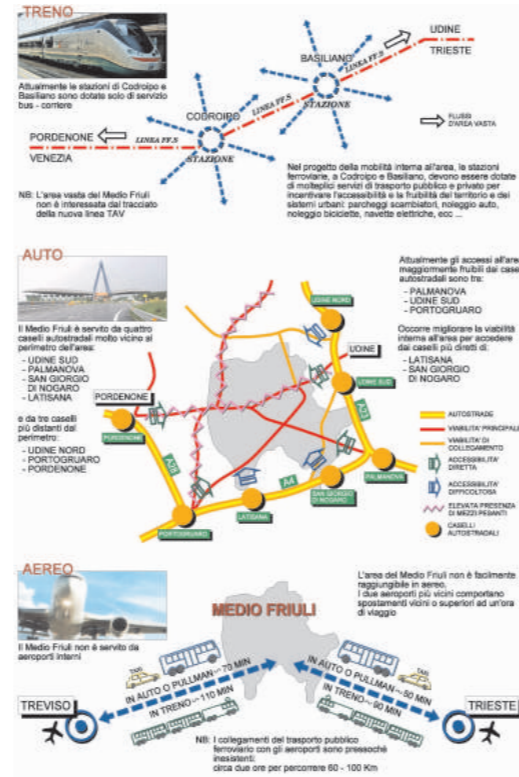 TRENO
Attualmente le stazioni di Codroipo e
Basiliano sono dotate solo di servizio
bus - corriere
UDINE
TRIESTE
BASILIANO
LINEA FF.S
STAZIONE
LINEA FF.S
CODROIPO
STAZIONE
PORDENONE
LINEA FF.S
VENEZIA
FLUSSI
D'AREA VASTA
NB: L'area vasta del Medio Friuli
non è interessata dal tracciato
della nuova linea TAV
Nel progetto della mobilità interna all'area, le stazioni
ferroviarie, a Codroipo e Basiliano, devono essere dotate
di molteplici servizi di trasporto pubblico e privato per
incentivare l'accessibilità e la fruibilità del territorio e dei
sistemi urbani: parcheggi scambiatori, noleggio auto,
noleggio biciclette, navette elettriche, ecc ...
AUTO
Il Medio Friuli è servito da quattro
caselli autostradali molto vicino al
perimetro dell'area:
- UDINE SUD
- PALMANOVA
- SAN GIORGIO
DI NOGARO
- LATISANA
e da tre caselli
più distanti dal
perimetro:
- UDINE NORD
- PORTOGRUARO
- PORDENONE
Attualmente gli accessi all'area
maggiormente fruibili dai case
autostradali sono tre:
- PALMANOVA
- UDINE SUD
- PORTOGRUARO
Occorre migliorare la viabilità
interna all'area per accedere
dai caselli più diretti di:
- LATISANA
- SAN GIORGIO
DI NOGARO
UDINE NORD
UDINE
UDINE SUD
PORDENONE
PORDENONE
A28
A23
A4
PORTOGRUARO
LATISANA
SAN GIORGIO
DI NOGARO
PALMANOVA
AUTOSTRADE
VIABILITA' PRINCIPALE
VIABILITA' DI
COLLEGAMENTO
ACCESSIBILITA'
DIRETTA
ACCESSIBILITA'
DIFFICOLTOSA
ELEVATA PRESENZA
DI MEZZI PESANTI
CASELLI
AUTOSTRADALI
AEREO
Il Medio Friuli non è servito da
aeroporti interni
MEDIO FRIULI
L'area del Medio Friuli non è facilmente
raggiungibile in aereo.
I due aeroporti più vicini comportano
spostamenti vicini o superiori ad un'ora
di viaggio
TAXI
IN AUTO O PULLMAN~ 70 MIN
IN TRENO~ 110 MIN
TREVISO
TAXI
IN AUTO O PULLMAN~ 50 MIN
IN TRENO~ 90 MIN
TRIESTE
NB: I collegamenti del trasporto pubblico
ferroviario con gli aeroporti sono pressochè
inesistenti:
circa due ore per percorrere 60 - 100 Km